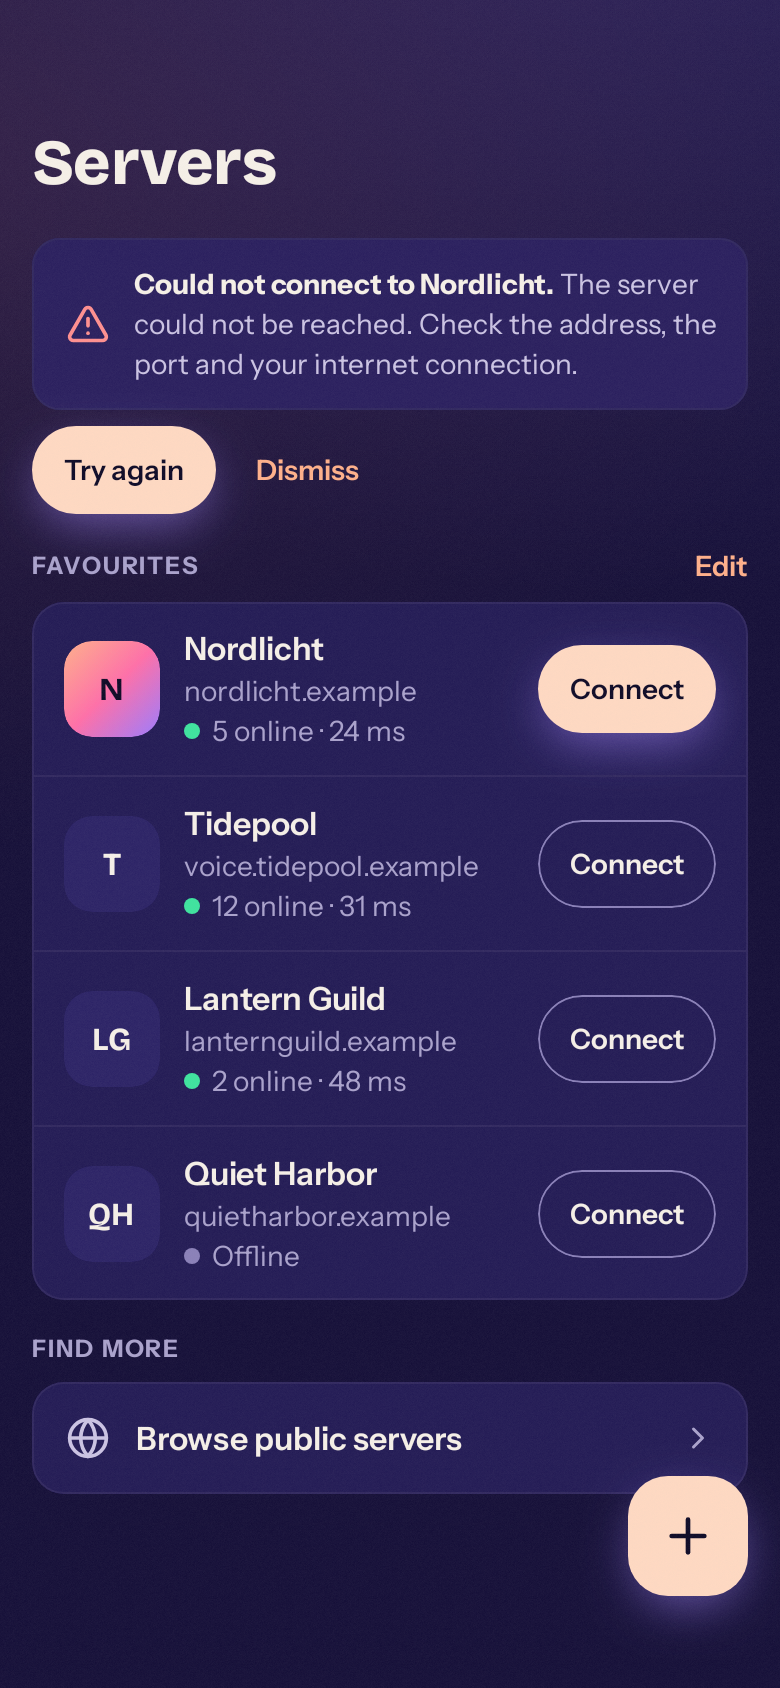 Servers
Could not connect to Nordlicht. The server
could not be reached. Check the address, the
port and your internet connection.
Try again
Dismiss
FAVOURITES
Edit
N
Nordlicht
nordlicht.example
5 online · 24 ms
Connect
T
Tidepool
voice.tidepool.example
12 online · 31 ms
Connect
LG
Lantern Guild
lanternguild.example
2 online · 48 ms
Connect
QH
Quiet Harbor
quietharbor.example
Offline
Connect
FIND MORE
Browse public servers